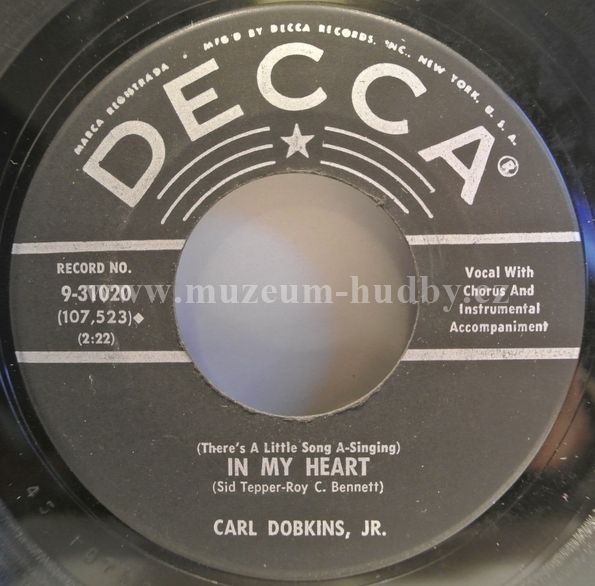 MARCA REGISTRADA • MF'G BY DECCA RECORDS, INC., NEW YORK, U. S. A.
DECCA®
RECORD NO.
9-31020
(107,523)◆
(2:22)
Vocal With
Chorus And
Instrumental
Accompaniment
www.muzeum-hudby.cz
(There's A Little Song A-Singing)
IN MY HEART
(Sid Tepper-Roy C. Bennett)
CARL DOBKINS, JR.